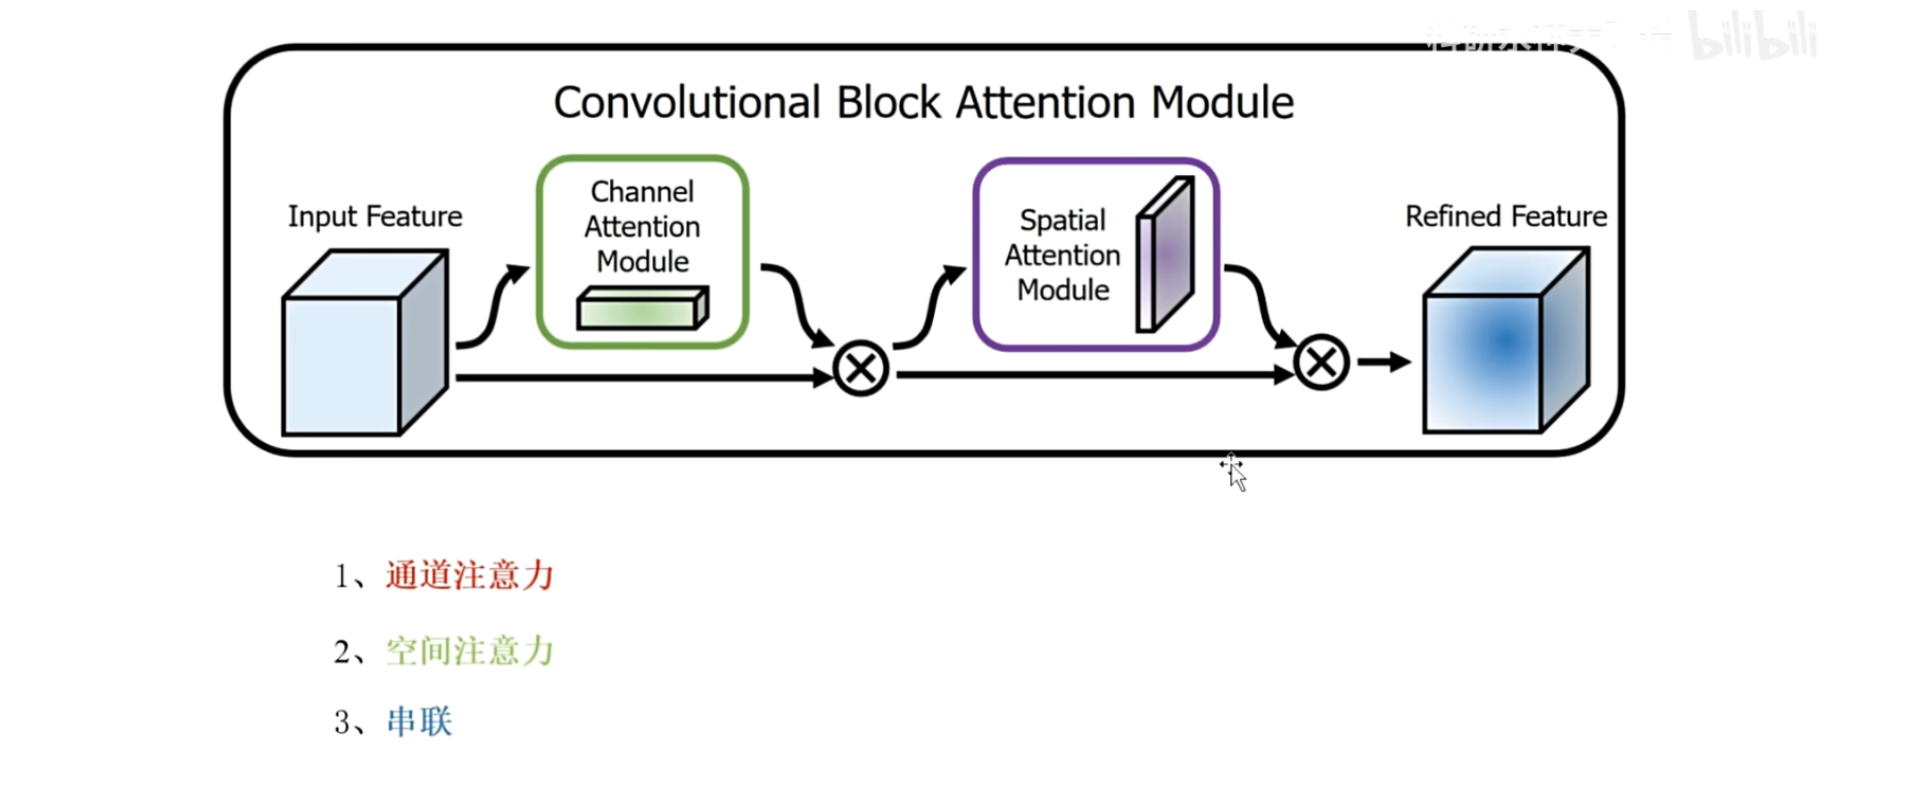 bilibili
Convolutional Block Attention Module
Channel
Attention
Module
Input Feature
Spatial
Attention
Module
Refined Feature
1、通道注意力
2、空间注意力
3、串联